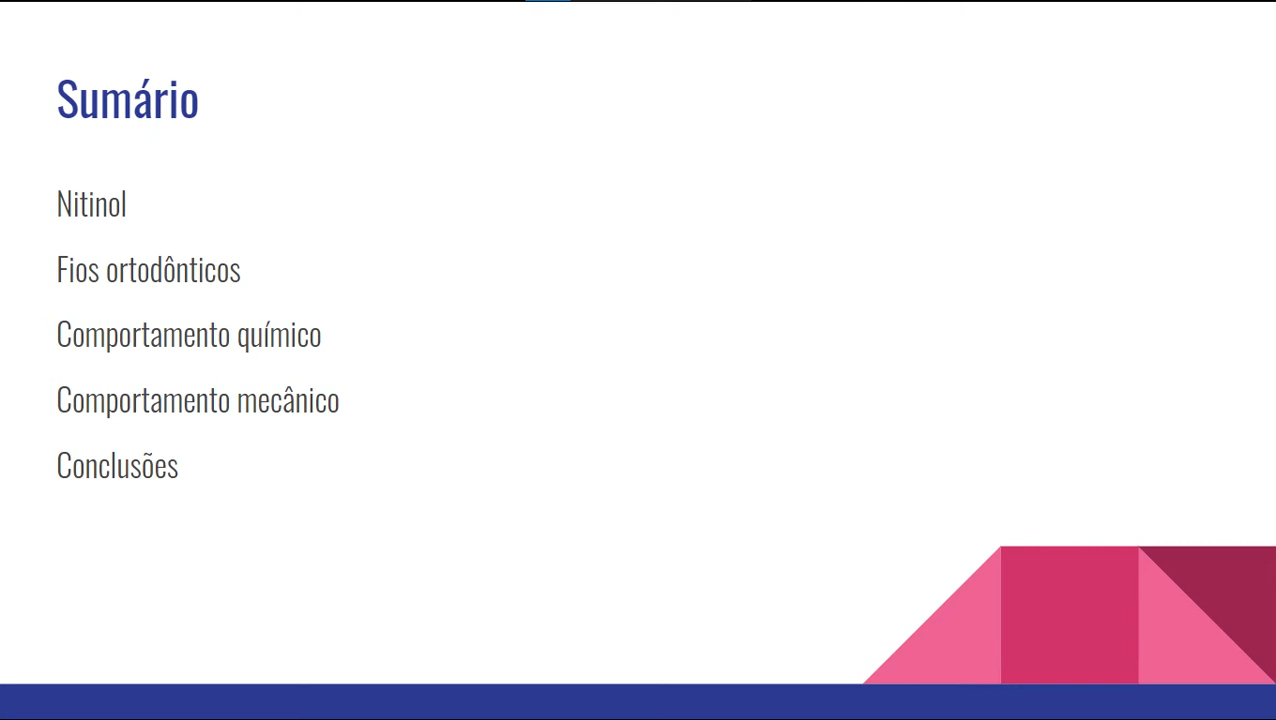 Sumário
Nitinol
Fios ortodônticos
Comportamento químico
Comportamento mecânico
Conclusões